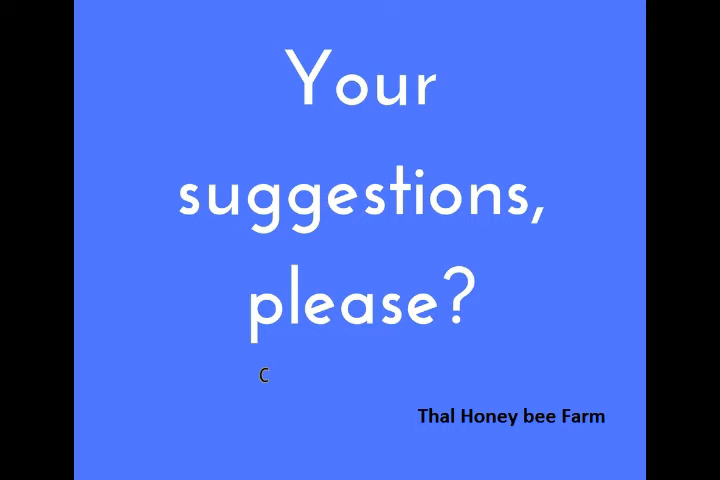 Your
suggestions,
please?
C
Thal Honey bee Farm